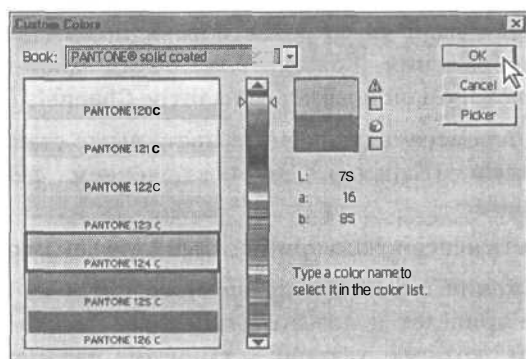 Custom Colors
Book: PANTONE® solid coated
OK
Cancel
Picker
PANTONE 120 C
PANTONE 121 C
PANTONE 122 C
PANTONE 123 C
PANTONE 124 C
PANTONE 125 C
PANTONE 126 C
L: 7S
a: 16
b: 85
Type a color name to
select it in the color list.